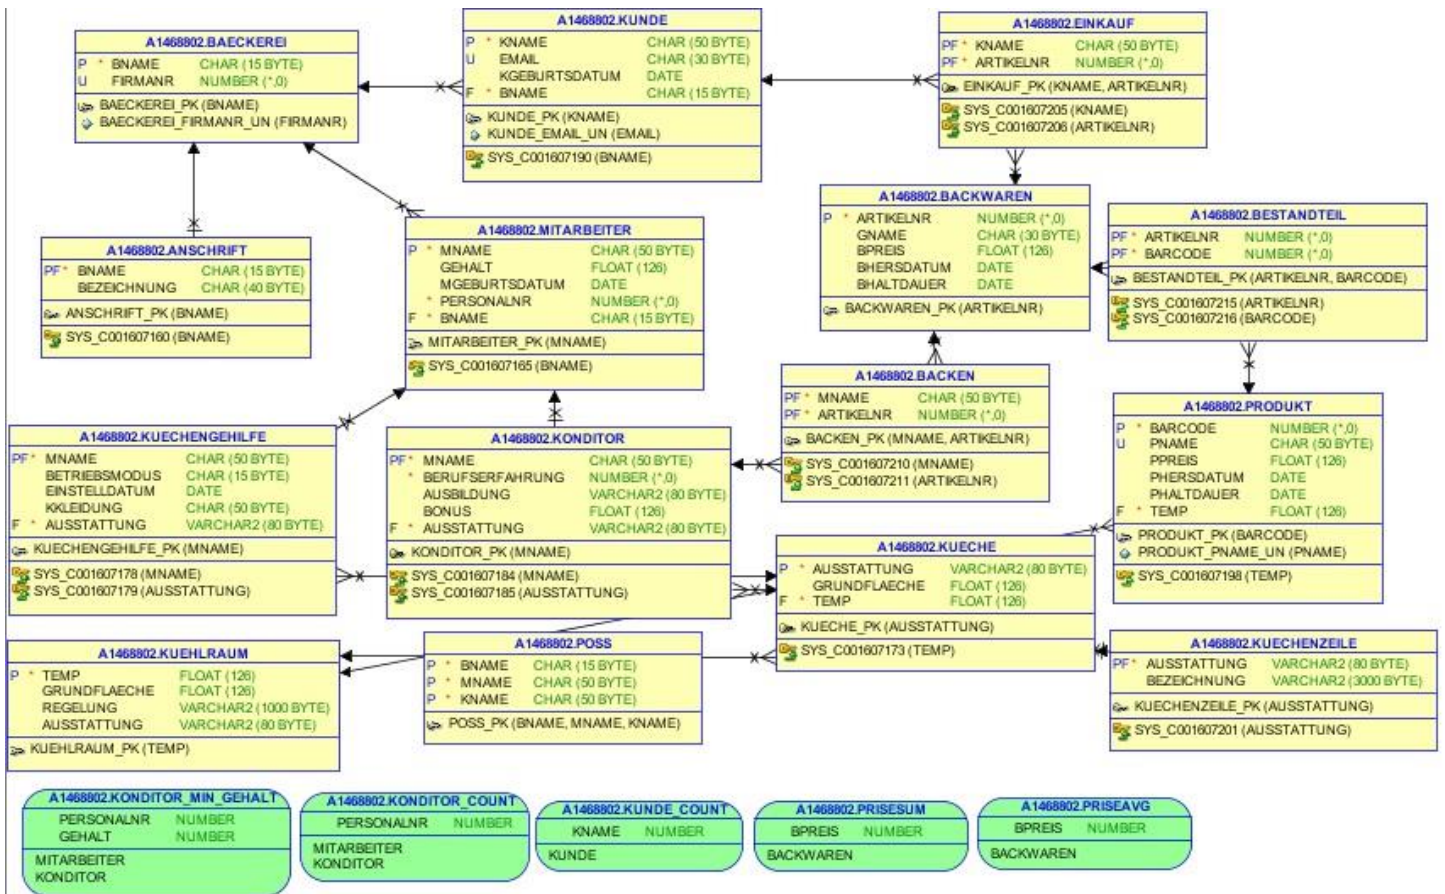 A1468802.BAECKEREI
P * BNAME CHAR (15 BYTE)
U FIRMANR NUMBER (*,0)
BAECKEREI_PK (BNAME)
BAECKEREI_FIRMANR_UN (FIRMANR)
A1468802.KUNDE
P * KNAME CHAR (50 BYTE)
U EMAIL CHAR (30 BYTE)
KGEBURTSDATUM DATE
F * BNAME CHAR (15 BYTE)
KUNDE_PK (KNAME)
KUNDE_EMAIL_UN (EMAIL)
SYS_C001607190 (BNAME)
A1468802.EINKAUF
PF * KNAME CHAR (50 BYTE)
PF * ARTIKELNR NUMBER (*,0)
EINKAUF_PK (KNAME, ARTIKELNR)
SYS_C001607205 (KNAME)
SYS_C001607206 (ARTIKELNR)
A1468802.ANSCHRIFT
PF * BNAME CHAR (15 BYTE)
BEZEICHNUNG CHAR (40 BYTE)
ANSCHRIFT_PK (BNAME)
SYS_C001607160 (BNAME)
A1468802.MITARBEITER
P * MNAME CHAR (50 BYTE)
GEHALT FLOAT (126)
MGEBURTSDATUM DATE
* PERSONALNR NUMBER (*,0)
F * BNAME CHAR (15 BYTE)
MITARBEITER_PK (MNAME)
SYS_C001607165 (BNAME)
A1468802.BACKWAREN
P * ARTIKELNR NUMBER (*,0)
GNAME CHAR (30 BYTE)
BPREIS FLOAT (126)
BHERSDATUM DATE
BHALTDAUER DATE
BACKWAREN_PK (ARTIKELNR)
A1468802.BESTANDTEIL
PF * ARTIKELNR NUMBER (*,0)
PF * BARCODE NUMBER (*,0)
BESTANDTEIL_PK (ARTIKELNR, BARCODE)
SYS_C001607215 (ARTIKELNR)
SYS_C001607216 (BARCODE)
A1468802.BACKEN
PF * MNAME CHAR (50 BYTE)
PF * ARTIKELNR NUMBER (*,0)
BACKEN_PK (MNAME, ARTIKELNR)
SYS_C001607210 (MNAME)
SYS_C001607211 (ARTIKELNR)
A1468802.PRODUKT
P * BARCODE NUMBER (*,0)
U PNAME CHAR (50 BYTE)
PPREIS FLOAT (126)
PHERSDATUM DATE
PHALTDAUER DATE
F * TEMP FLOAT (126)
PRODUKT_PK (BARCODE)
PRODUKT_PNAME_UN (PNAME)
SYS_C001607198 (TEMP)
A1468802.KUECHENGEHILFE
PF * MNAME CHAR (50 BYTE)
BETRIEBSMODUS CHAR (15 BYTE)
EINSTELLDATUM DATE
KKLEIDUNG CHAR (50 BYTE)
F * AUSSTATTUNG VARCHAR2 (80 BYTE)
KUECHENGEHILFE_PK (MNAME)
SYS_C001607178 (MNAME)
SYS_C001607179 (AUSSTATTUNG)
A1468802.KONDITOR
PF * MNAME CHAR (50 BYTE)
* BERUFSERFAHRUNG NUMBER (*,0)
AUSBILDUNG VARCHAR2 (80 BYTE)
BONUS FLOAT (126)
F * AUSSTATTUNG VARCHAR2 (80 BYTE)
KONDITOR_PK (MNAME)
SYS_C001607184 (MNAME)
SYS_C001607185 (AUSSTATTUNG)
A1468802.KUECHE
P * AUSSTATTUNG VARCHAR2 (80 BYTE)
GRUNDFLAECHE FLOAT (126)
F * TEMP FLOAT (126)
KUECHE_PK (AUSSTATTUNG)
SYS_C001607173 (TEMP)
A1468802.KUEHLRAUM
P * TEMP FLOAT (126)
GRUNDFLAECHE FLOAT (126)
REGELUNG VARCHAR2 (1000 BYTE)
AUSSTATTUNG VARCHAR2 (80 BYTE)
KUEHLRAUM_PK (TEMP)
A1468802.POSS
P * BNAME CHAR (15 BYTE)
P * MNAME CHAR (50 BYTE)
P * KNAME CHAR (50 BYTE)
POSS_PK (BNAME, MNAME, KNAME)
A1468802.KUECHENZEILE
PF * AUSSTATTUNG VARCHAR2 (80 BYTE)
BEZEICHNUNG VARCHAR2 (3000 BYTE)
KUECHENZEILE_PK (AUSSTATTUNG)
SYS_C001607201 (AUSSTATTUNG)
A1468802.KONDITOR_MIN_GEHALT
PERSONALNR NUMBER
GEHALT NUMBER
MITARBEITER
KONDITOR
A1468802.KONDITOR_COUNT
PERSONALNR NUMBER
MITARBEITER
KONDITOR
A1468802.KUNDE_COUNT
KNAME NUMBER
KUNDE
A1468802.PRISESUM
BPREIS NUMBER
BACKWAREN
A1468802.PRISEAVG
BPREIS NUMBER
BACKWAREN